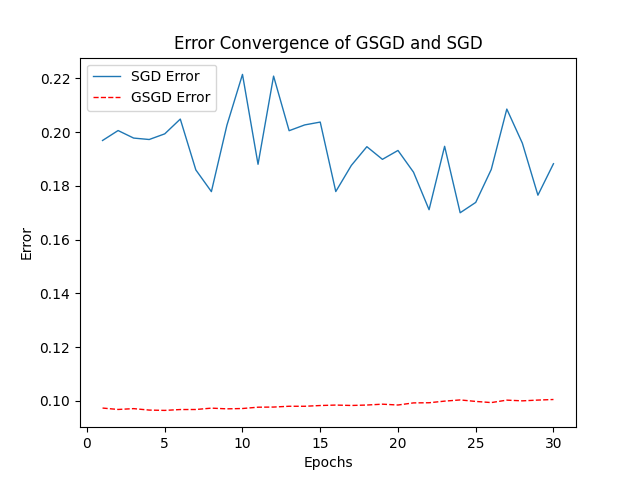 Error Convergence of GSGD and SGD
SGD Error
GSGD Error
0.22
0.20
0.18
0.16
0.14
0.12
0.10
Error
0 5 10 15 20 25 30
Epochs